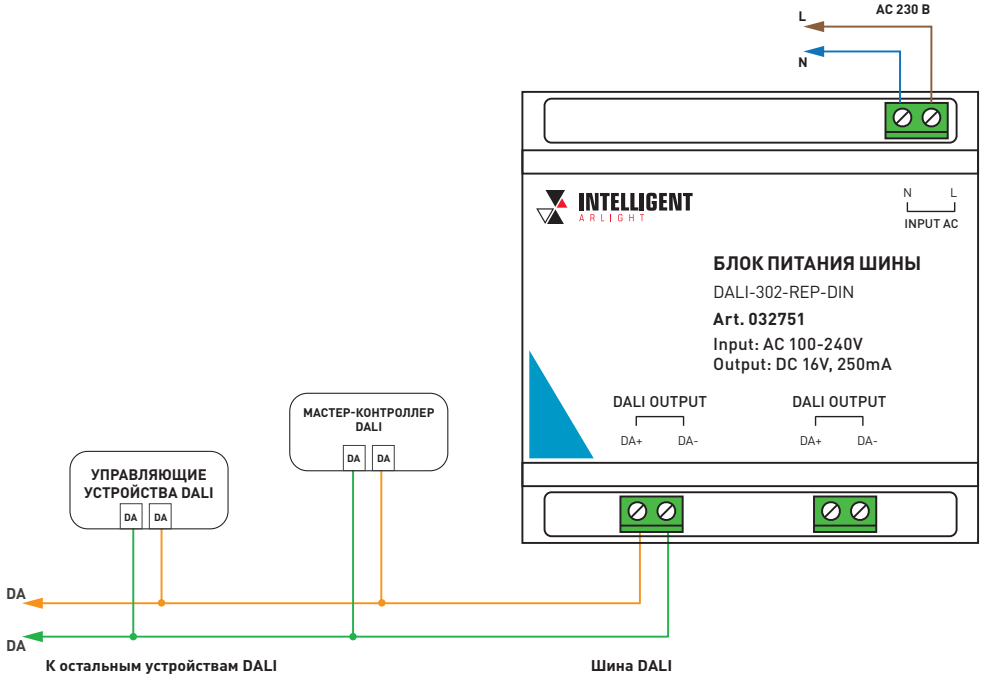 AC 230 В
L
N
INTELLIGENT
ARLIGHT
N L
INPUT AC
БЛОК ПИТАНИЯ ШИНЫ
DALI-302-REP-DIN
Art. 032751
Input: AC 100-240V
Output: DC 16V, 250mA
DALI OUTPUT DALI OUTPUT
DA+ DA- DA+ DA-
МАСТЕР-КОНТРОЛЛЕР
DALI
DA DA
УПРАВЛЯЮЩИЕ
УСТРОЙСТВА DALI
DA DA
DA
DA
К остальным устройствам DALI
Шина DALI